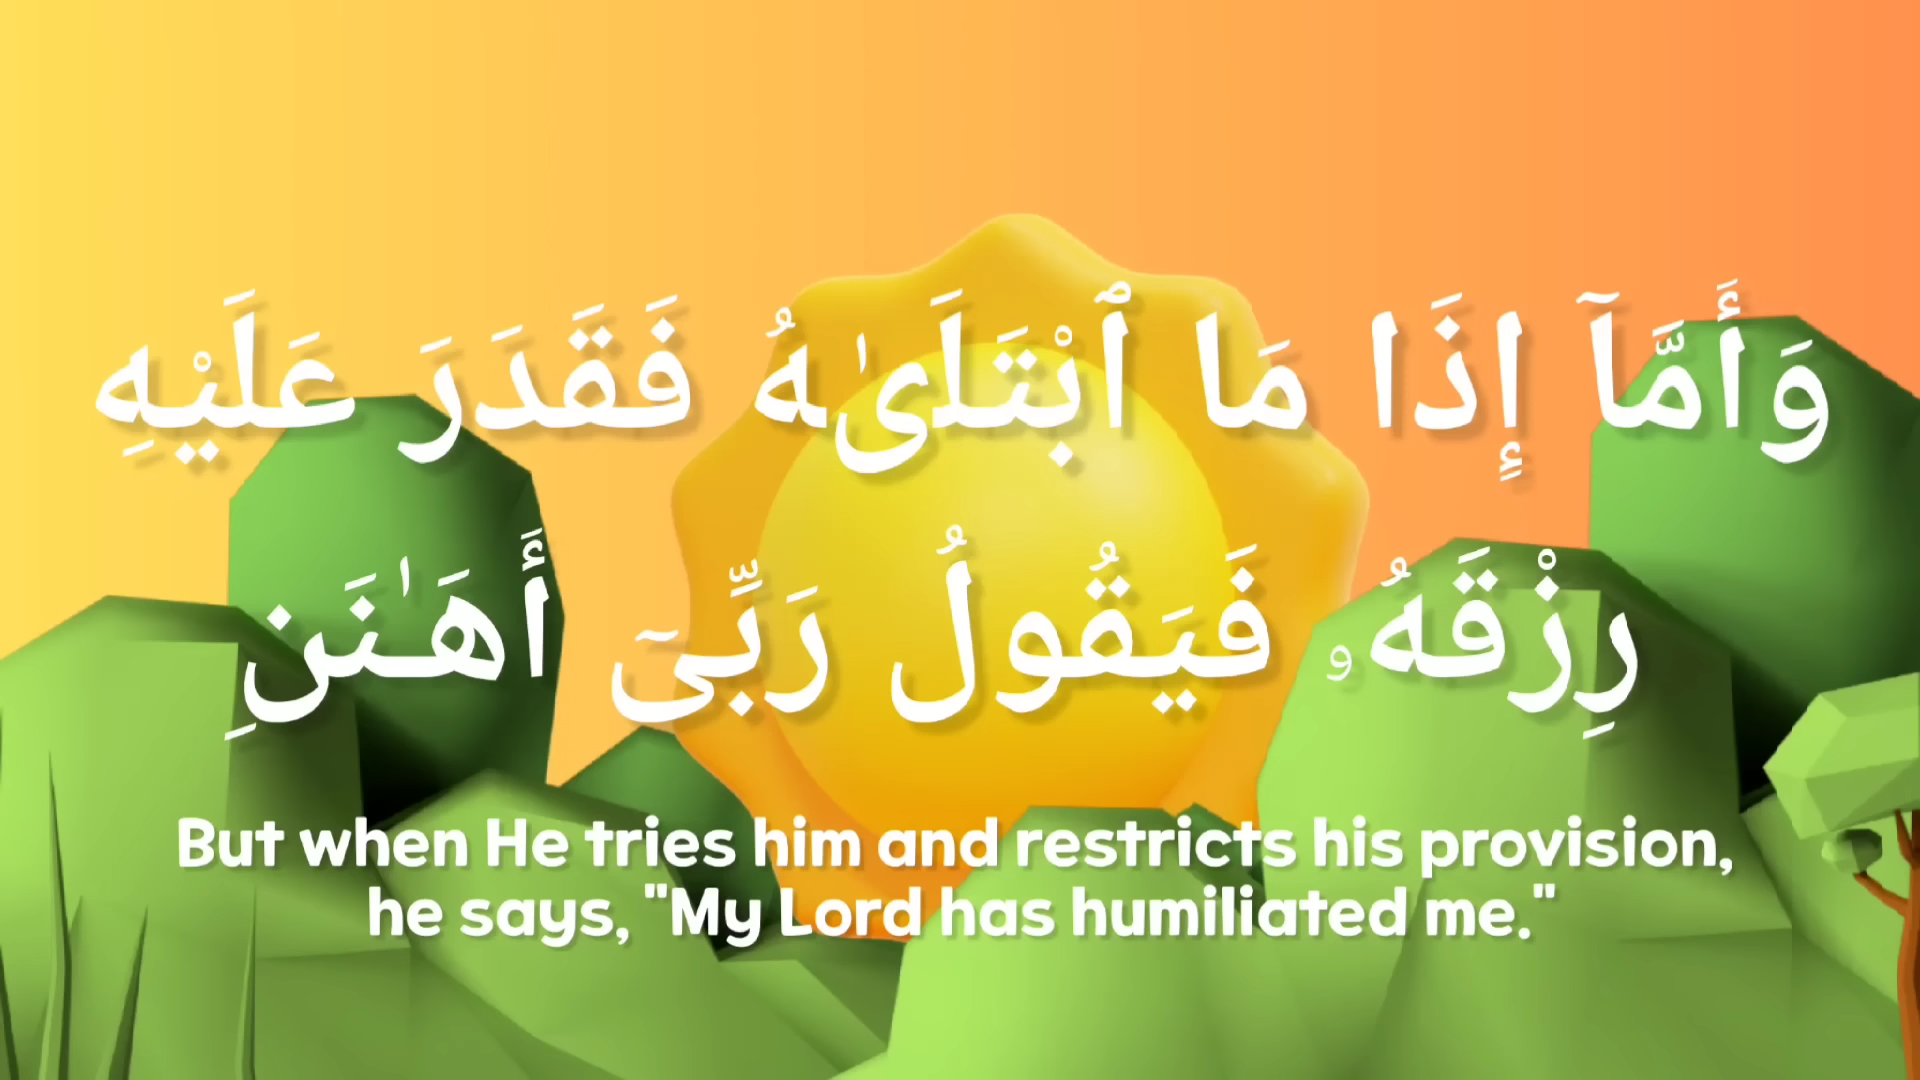 وَأَمَّآ إِذَا مَا ٱبْتَلَىٰهُ فَقَدَرَ عَلَيْهِ
رِزْقَهُۥ فَيَقُولُ رَبِّىٓ أَهَـٰنَنِ
But when He tries him and restricts his provision,
he says, "My Lord has humiliated me."